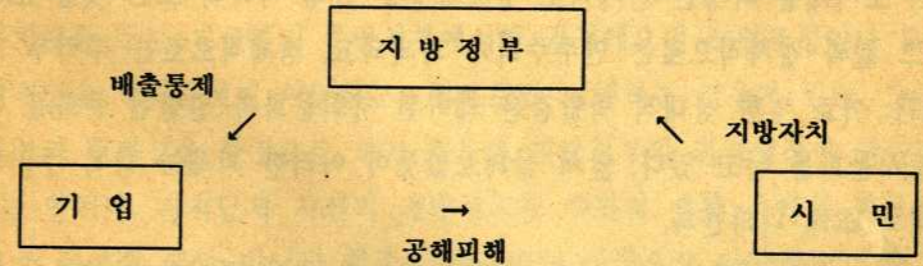 지 방 정 부
배출통제
↙
↖ 지방자치
기 업
→
시 민
공해피해